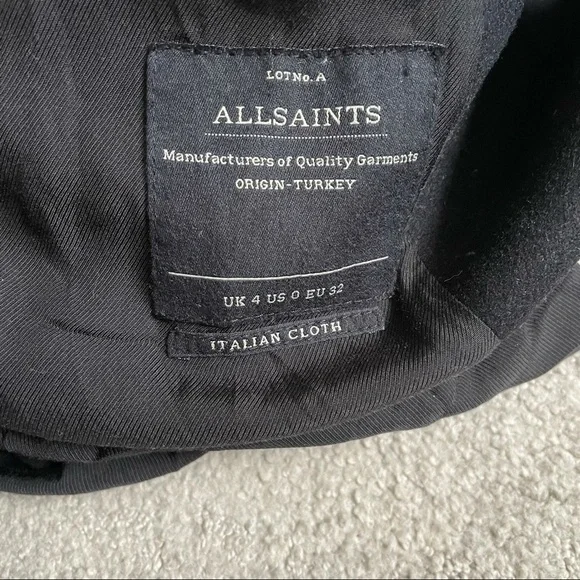 LOTNo. A
ALLSAINTS
Manufacturers of Quality Garments
ORIGIN-TURKEY
UK 4 US 0 EU 32
ITALIAN CLOTH